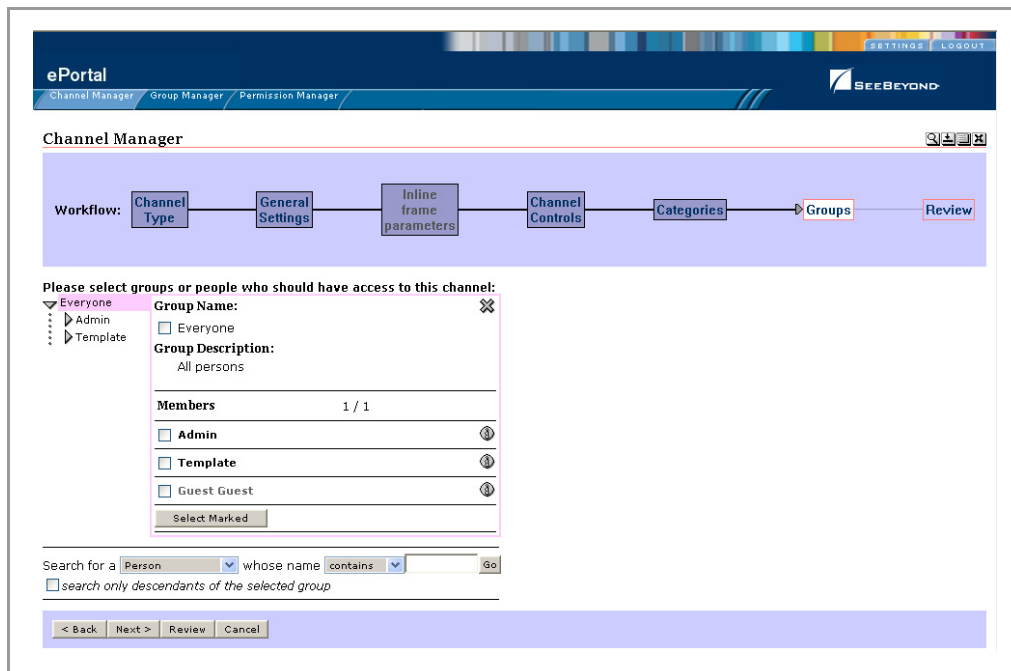 SETTINGS LOGOUT
ePortal
SEEBEYOND
Channel Manager Group Manager Permission Manager
Channel Manager
Workflow:
Channel Type
General Settings
Inline frame parameters
Channel Controls
Categories
Groups
Review
Please select groups or people who should have access to this channel:
Everyone
Admin
Template
Group Name:
Everyone
Group Description:
All persons
Members 1 / 1
Admin
Template
Guest Guest
Select Marked
Search for a Person whose name contains Go
search only descendants of the selected group
< Back Next > Review Cancel